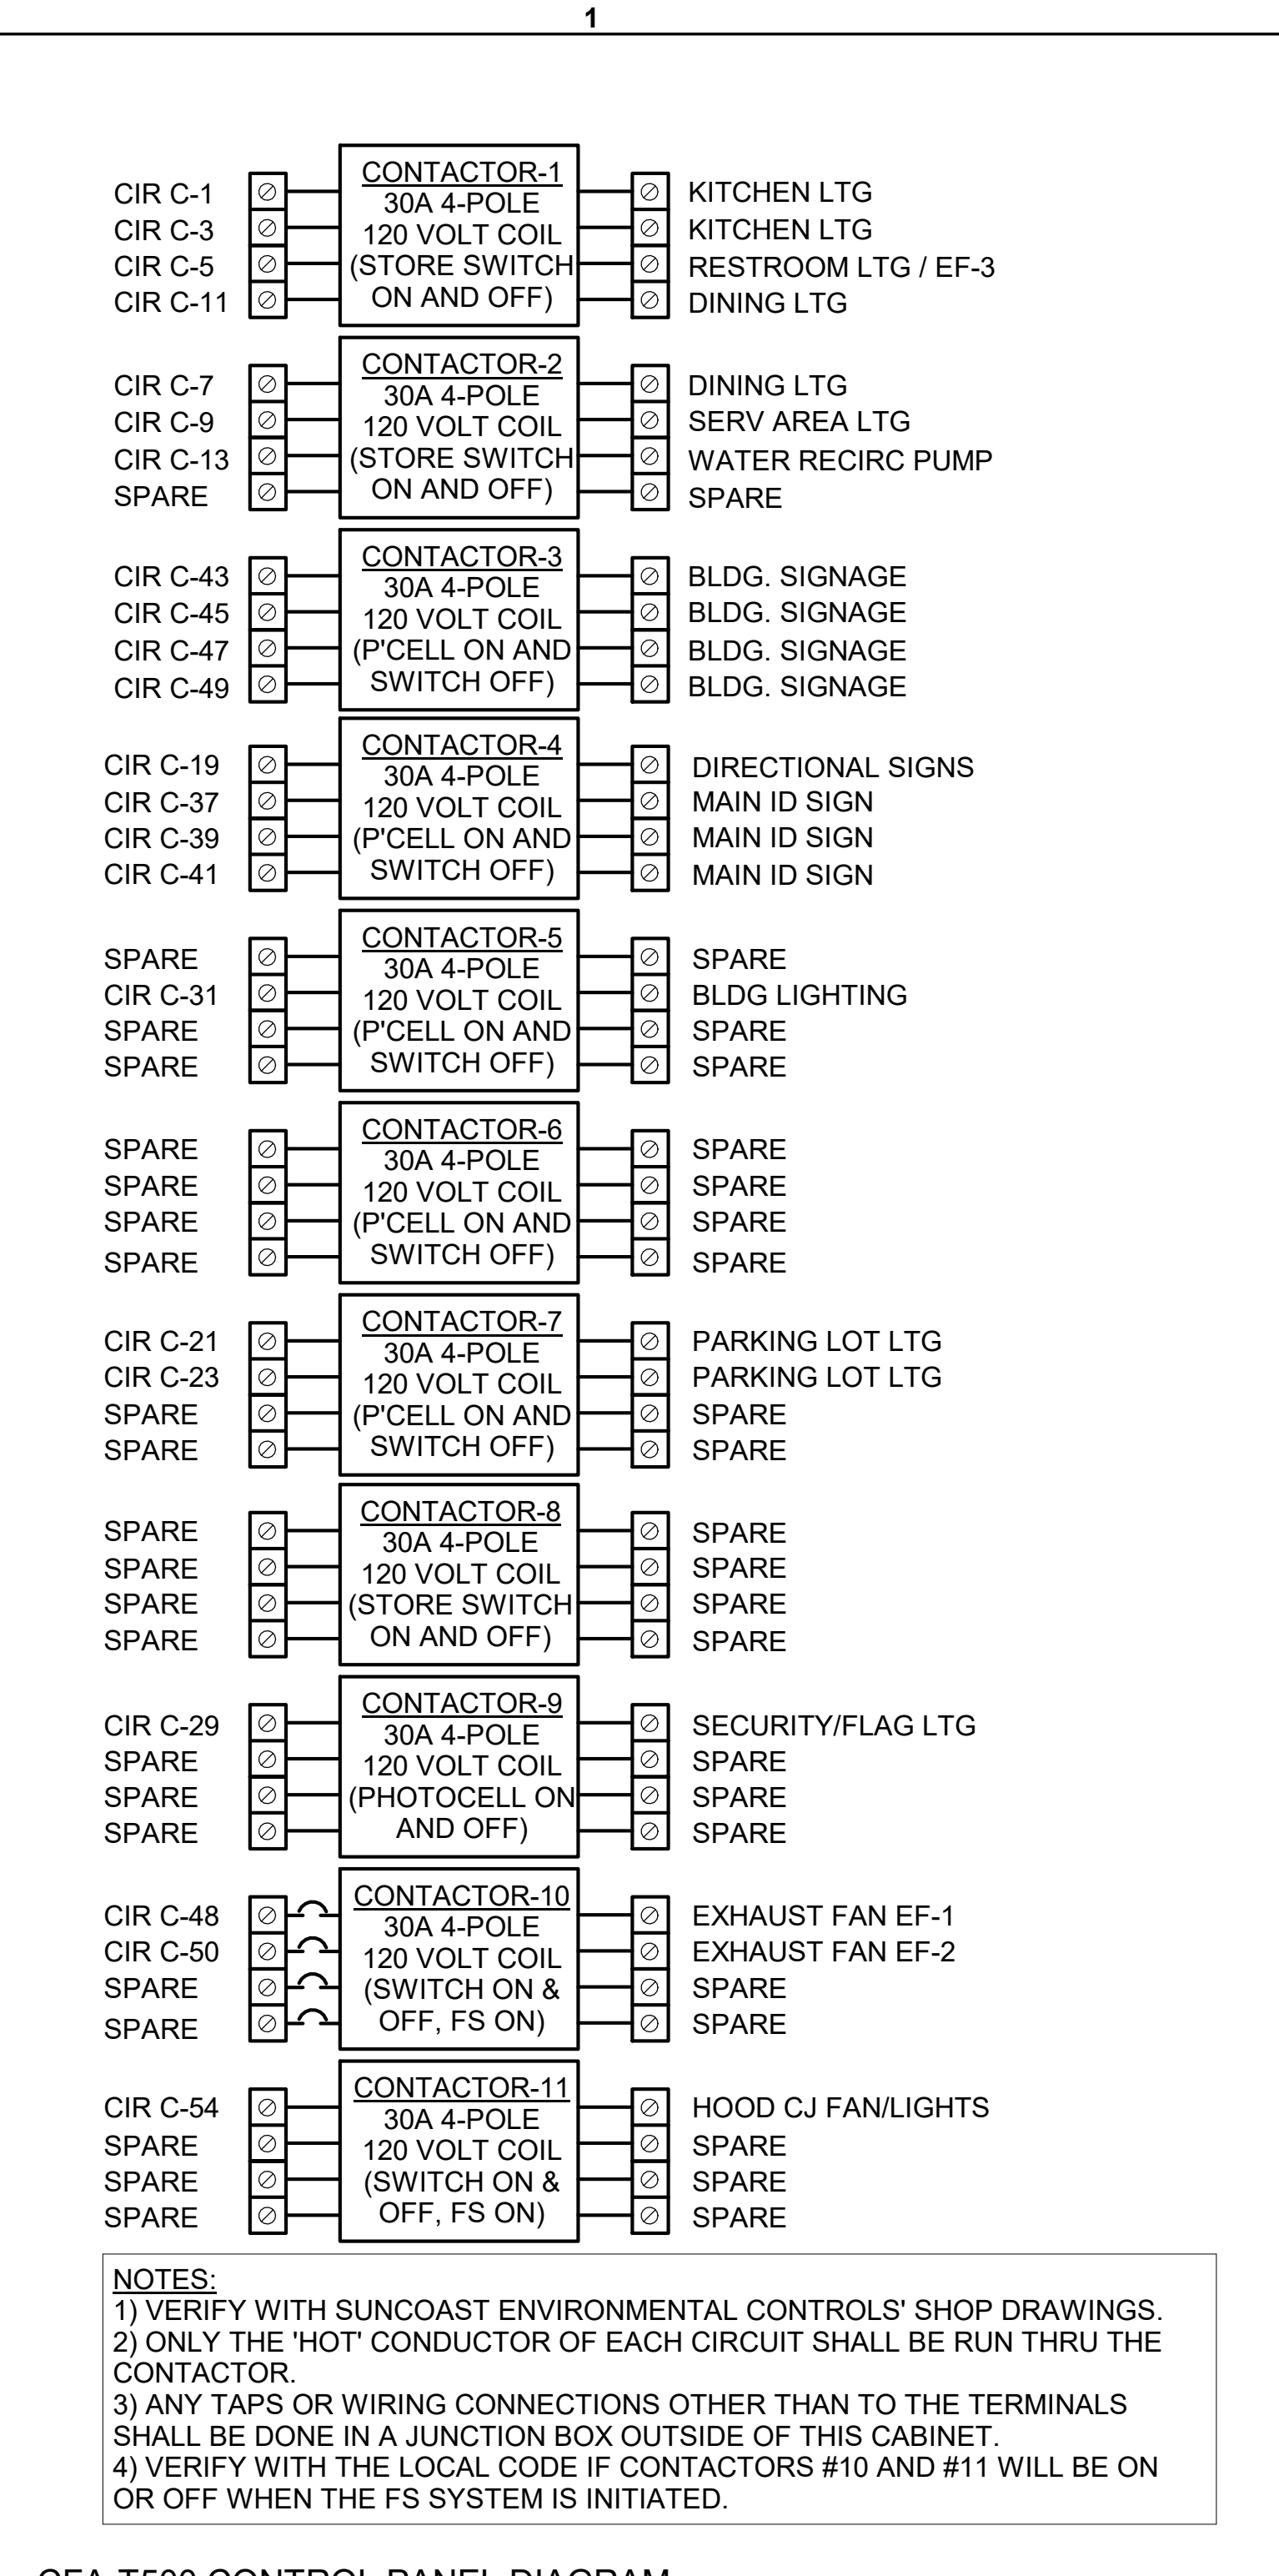 1
CIR C-1
CIR C-3
CIR C-5
CIR C-11
CONTACTOR-1
30A 4-POLE
120 VOLT COIL
(STORE SWITCH
ON AND OFF)
KITCHEN LTG
KITCHEN LTG
RESTROOM LTG / EF-3
DINING LTG
CIR C-7
CIR C-9
CIR C-13
SPARE
CONTACTOR-2
30A 4-POLE
120 VOLT COIL
(STORE SWITCH
ON AND OFF)
DINING LTG
SERV AREA LTG
WATER RECIRC PUMP
SPARE
CIR C-43
CIR C-45
CIR C-47
CIR C-49
CONTACTOR-3
30A 4-POLE
120 VOLT COIL
(P'CELL ON AND
SWITCH OFF)
BLDG. SIGNAGE
BLDG. SIGNAGE
BLDG. SIGNAGE
BLDG. SIGNAGE
CIR C-19
CIR C-37
CIR C-39
CIR C-41
CONTACTOR-4
30A 4-POLE
120 VOLT COIL
(P'CELL ON AND
SWITCH OFF)
DIRECTIONAL SIGNS
MAIN ID SIGN
MAIN ID SIGN
MAIN ID SIGN
SPARE
CIR C-31
SPARE
SPARE
CONTACTOR-5
30A 4-POLE
120 VOLT COIL
(P'CELL ON AND
SWITCH OFF)
SPARE
BLDG LIGHTING
SPARE
SPARE
SPARE
SPARE
SPARE
SPARE
CONTACTOR-6
30A 4-POLE
120 VOLT COIL
(P'CELL ON AND
SWITCH OFF)
SPARE
SPARE
SPARE
SPARE
CIR C-21
CIR C-23
SPARE
SPARE
CONTACTOR-7
30A 4-POLE
120 VOLT COIL
(P'CELL ON AND
SWITCH OFF)
PARKING LOT LTG
PARKING LOT LTG
SPARE
SPARE
SPARE
SPARE
SPARE
SPARE
CONTACTOR-8
30A 4-POLE
120 VOLT COIL
(STORE SWITCH
ON AND OFF)
SPARE
SPARE
SPARE
SPARE
CIR C-29
SPARE
SPARE
SPARE
CONTACTOR-9
30A 4-POLE
120 VOLT COIL
(PHOTOCELL ON
AND OFF)
SECURITY/FLAG LTG
SPARE
SPARE
SPARE
CIR C-48
CIR C-50
SPARE
SPARE
CONTACTOR-10
30A 4-POLE
120 VOLT COIL
(SWITCH ON &
OFF, FS ON)
EXHAUST FAN EF-1
EXHAUST FAN EF-2
SPARE
SPARE
CIR C-54
SPARE
SPARE
SPARE
CONTACTOR-11
30A 4-POLE
120 VOLT COIL
(SWITCH ON &
OFF, FS ON)
HOOD CJ FAN/LIGHTS
SPARE
SPARE
SPARE
NOTES:
1) VERIFY WITH SUNCOAST ENVIRONMENTAL CONTROLS' SHOP DRAWINGS.
2) ONLY THE 'HOT' CONDUCTOR OF EACH CIRCUIT SHALL BE RUN THRU THE
CONTACTOR.
3) ANY TAPS OR WIRING CONNECTIONS OTHER THAN TO THE TERMINALS
SHALL BE DONE IN A JUNCTION BOX OUTSIDE OF THIS CABINET.
4) VERIFY WITH THE LOCAL CODE IF CONTACTORS #10 AND #11 WILL BE ON
OR OFF WHEN THE FS SYSTEM IS INITIATED.
CONTROL PANEL DIAGRAM